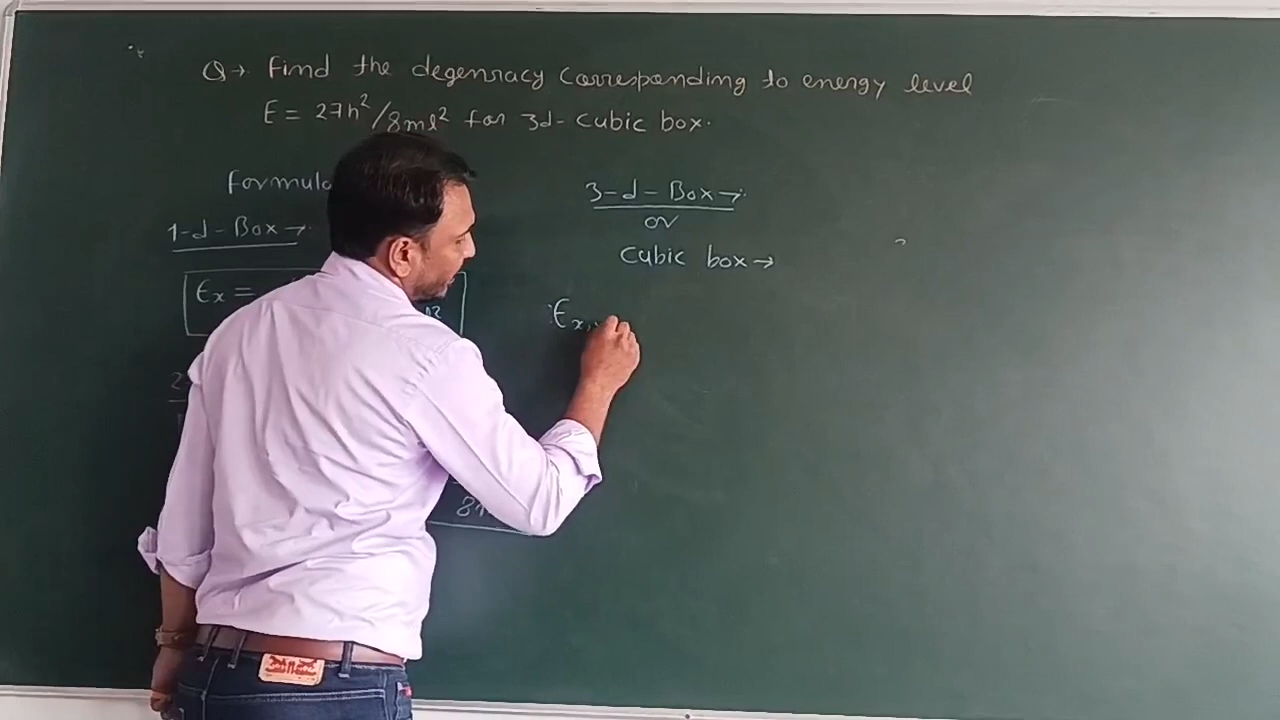 Q→ Find the degenracy corresponding to energy level
E = 27h²/8ml² for 3d- cubic box.
formula
1-d-Box→
Ex =
3-d-Box→
or
Cubic box→
Ex,